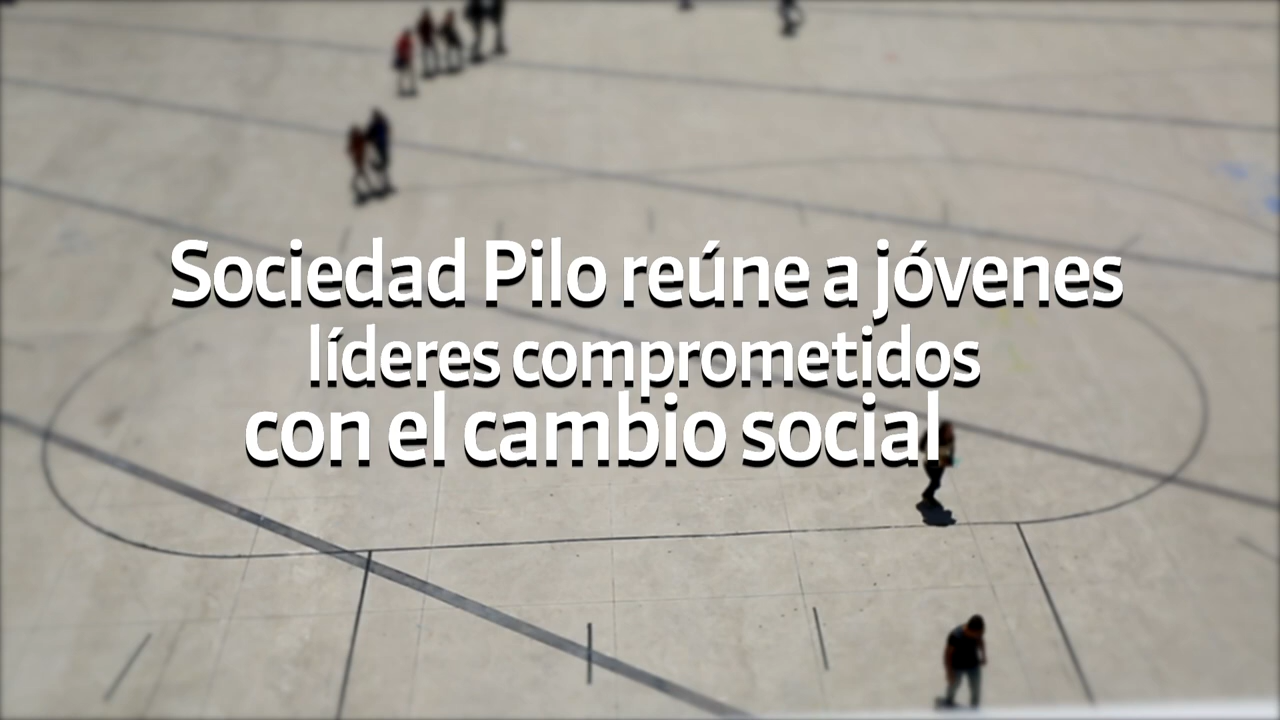 Sociedad Pilo reúne a jóvenes
líderes comprometidos
con el cambio social